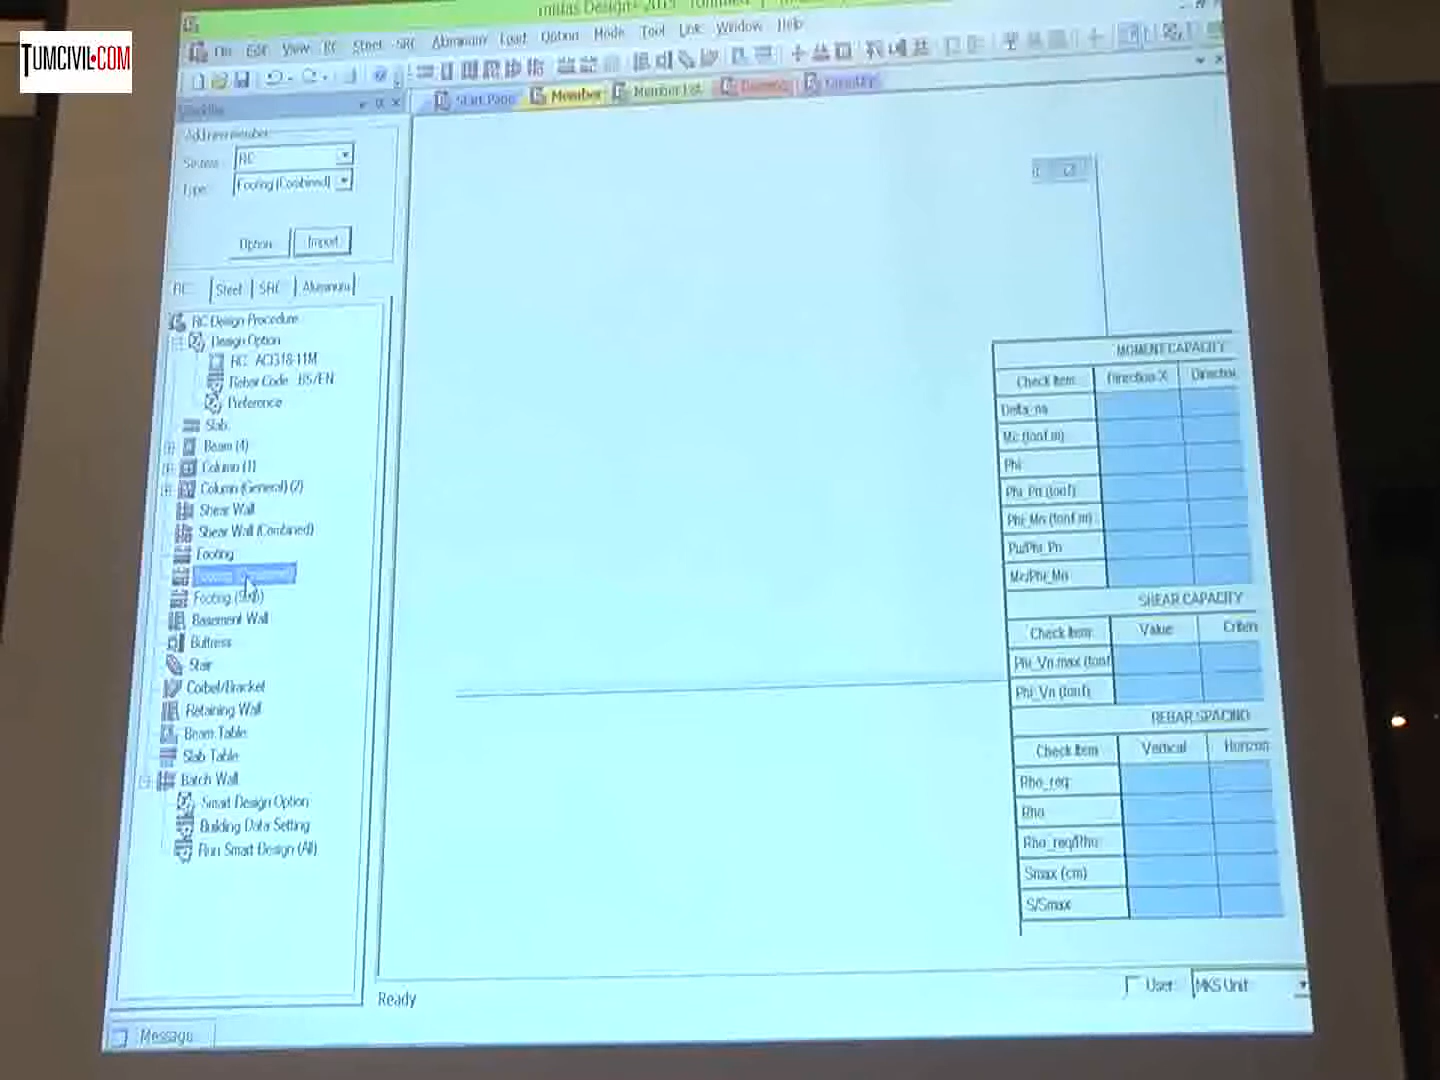 TUMCIVIL.COM
midas Design+
File Edit View RC Steel SRC Aluminum Load Option Mode Tool Link Window Help
Start Page Member Member List Drawing Quantity
Workbar
Add new member
System : RC
Type : Footing (Combined)
Option Import
RC Steel SRC Aluminum
RC Design Procedure
Design Option
RC : ACI318-11M
Rebar Code : BS/EN
Preference
Slab
Beam (4)
Column (1)
Column (General) (2)
Shear Wall
Shear Wall (Combined)
Footing
Footing (Combined)
Footing (Strip)
Basement Wall
Buttress
Stair
Corbel/Bracket
Retaining Wall
Beam Table
Slab Table
Batch Wall
Smart Design Option
Building Data Setting
Run Smart Design (All)
MOMENT CAPACITY
Check Item Direction X Direction
Delta_ns
Mc (tonf.m)
Phi
Phi_Pn (tonf)
Phi_Mn (tonf.m)
Pu/Phi_Pn
Mc/Phi_Mn
SHEAR CAPACITY
Check Item Value Criteri
Phi_Vn.max (tonf
Phi_Vn (tonf)
REBAR SPACING
Check Item Vertical Horizon
Rho_req
Rho
Rho_req/Rho
Smax (cm)
S/Smax
Ready
User MKS Unit
Message